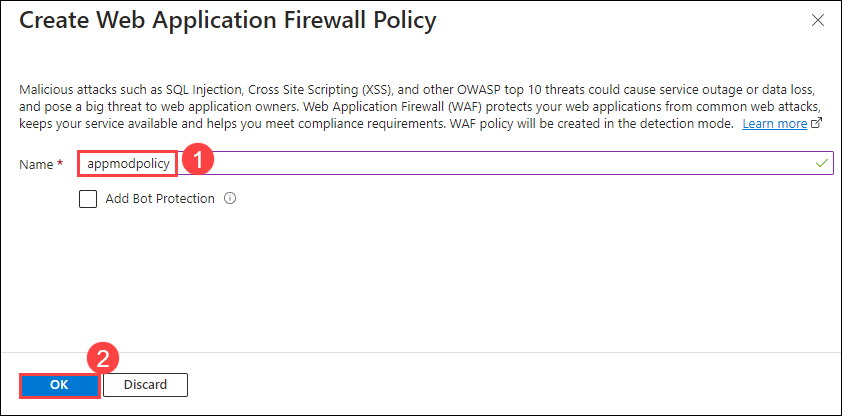 Create Web Application Firewall Policy
Malicious attacks such as SQL Injection, Cross Site Scripting (XSS), and other OWASP top 10 threats could cause service outage or data loss,
and pose a big threat to web application owners. Web Application Firewall (WAF) protects your web applications from common web attacks,
keeps your service available and helps you meet compliance requirements. WAF policy will be created in the detection mode. Learn more
Name * appmodpolicy 1
Add Bot Protection
2
OK Discard